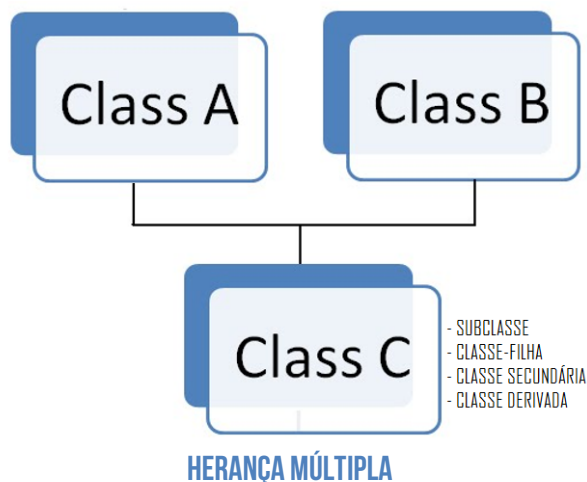 Class A
Class B
Class C
- SUBCLASSE
- CLASSE-FILHA
- CLASSE SECUNDÁRIA
- CLASSE DERIVADA
HERANÇA MÚLTIPLA